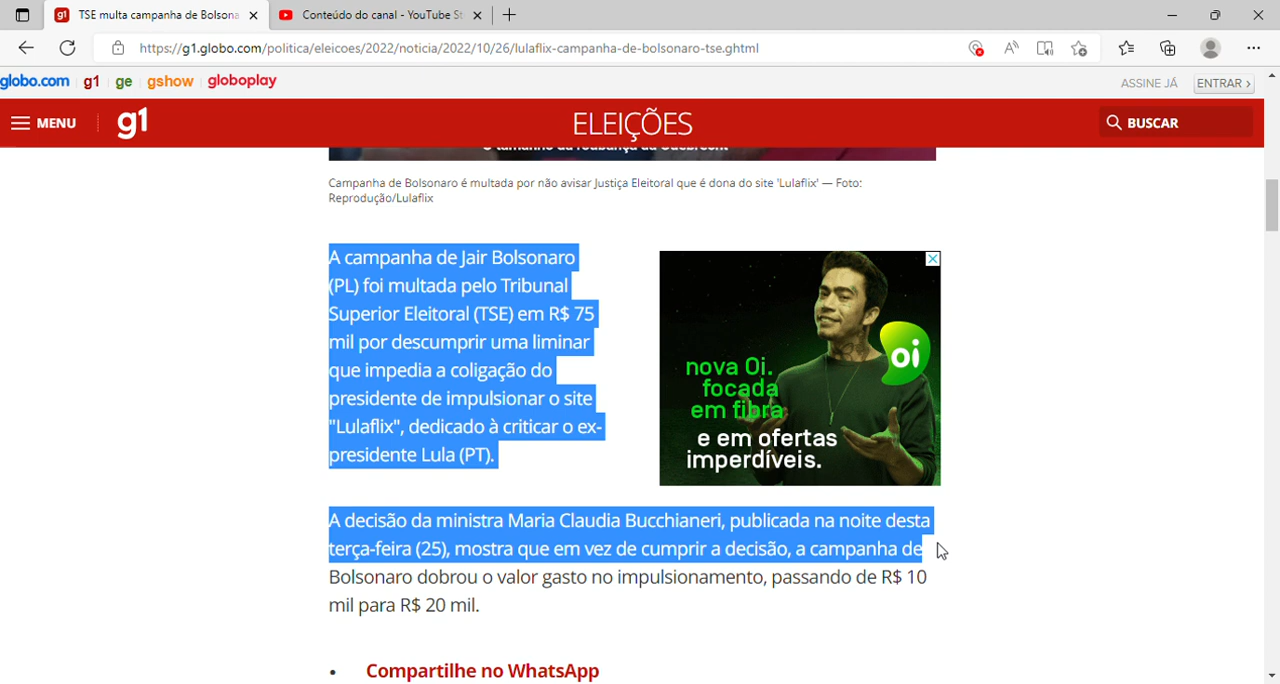 TSE multa campanha de Bolsona
Conteúdo do canal - YouTube St
https://g1.globo.com/politica/eleicoes/2022/noticia/2022/10/26/lulaflix-campanha-de-bolsonaro-tse.ghtml
globo.com g1 ge gshow globoplay
ASSINE JÁ ENTRAR ›
MENU g1 ELEIÇÕES BUSCAR
O tamanho da roubança da Odebrecht
Campanha de Bolsonaro é multada por não avisar Justiça Eleitoral que é dona do site 'Lulaflix' — Foto:
Reprodução/Lulaflix
A campanha de Jair Bolsonaro
(PL) foi multada pelo Tribunal
Superior Eleitoral (TSE) em R$ 75
mil por descumprir uma liminar
que impedia a coligação do
presidente de impulsionar o site
"Lulaflix", dedicado à criticar o ex-
presidente Lula (PT).
oi
nova Oi.
focada
em fibra
e em ofertas
imperdíveis.
A decisão da ministra Maria Claudia Bucchianeri, publicada na noite desta
terça-feira (25), mostra que em vez de cumprir a decisão, a campanha de
Bolsonaro dobrou o valor gasto no impulsionamento, passando de R$ 10
mil para R$ 20 mil.
• Compartilhe no WhatsApp